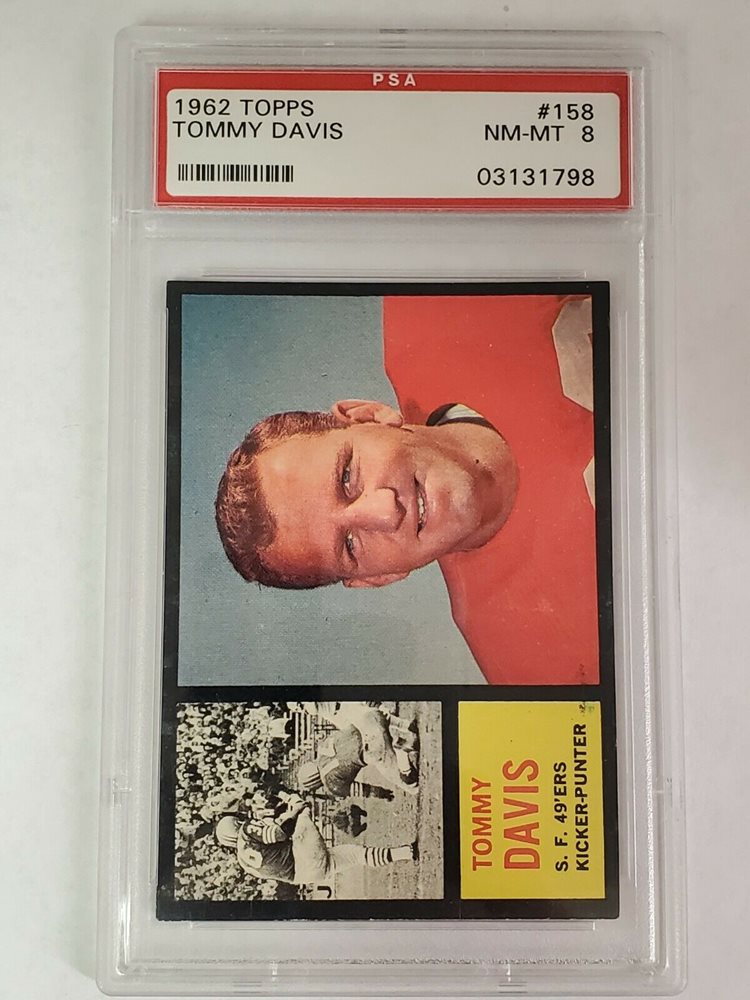 PSA
1962 TOPPS #158
TOMMY DAVIS NM-MT 8
03131798
TOMMY
DAVIS
S. F. 49'ERS
KICKER-PUNTER